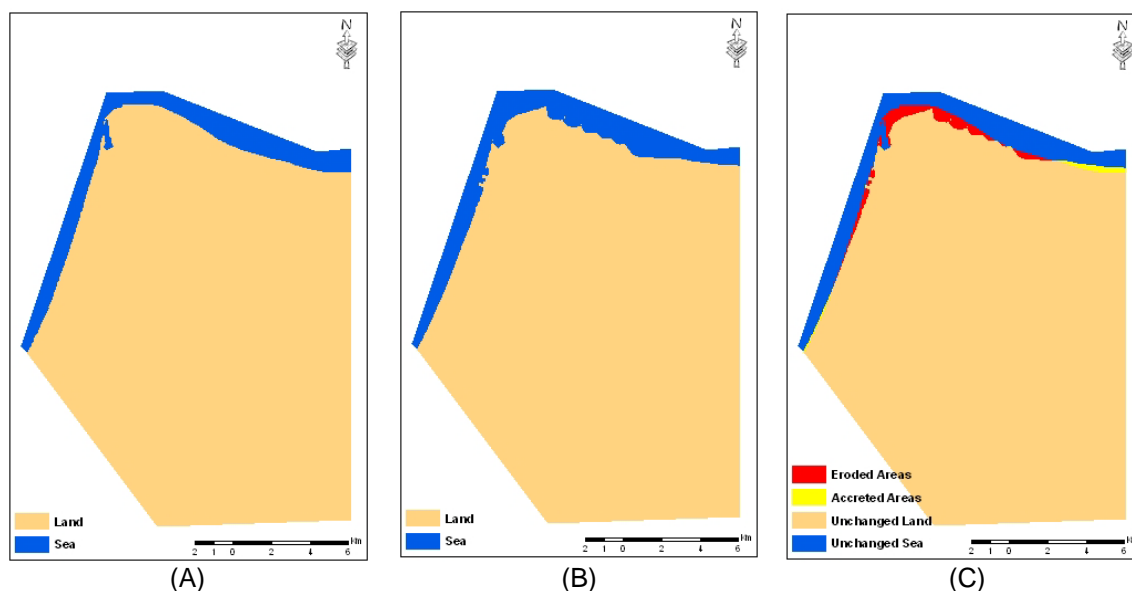 N
Land
Sea
2 1 0 2 4 6
Km
(A)
N
Land
Sea
2 1 0 2 4 6
Km
(B)
N
Eroded Areas
Accreted Areas
Unchanged Land
Unchanged Sea
2 1 0 2 4 6
(C)